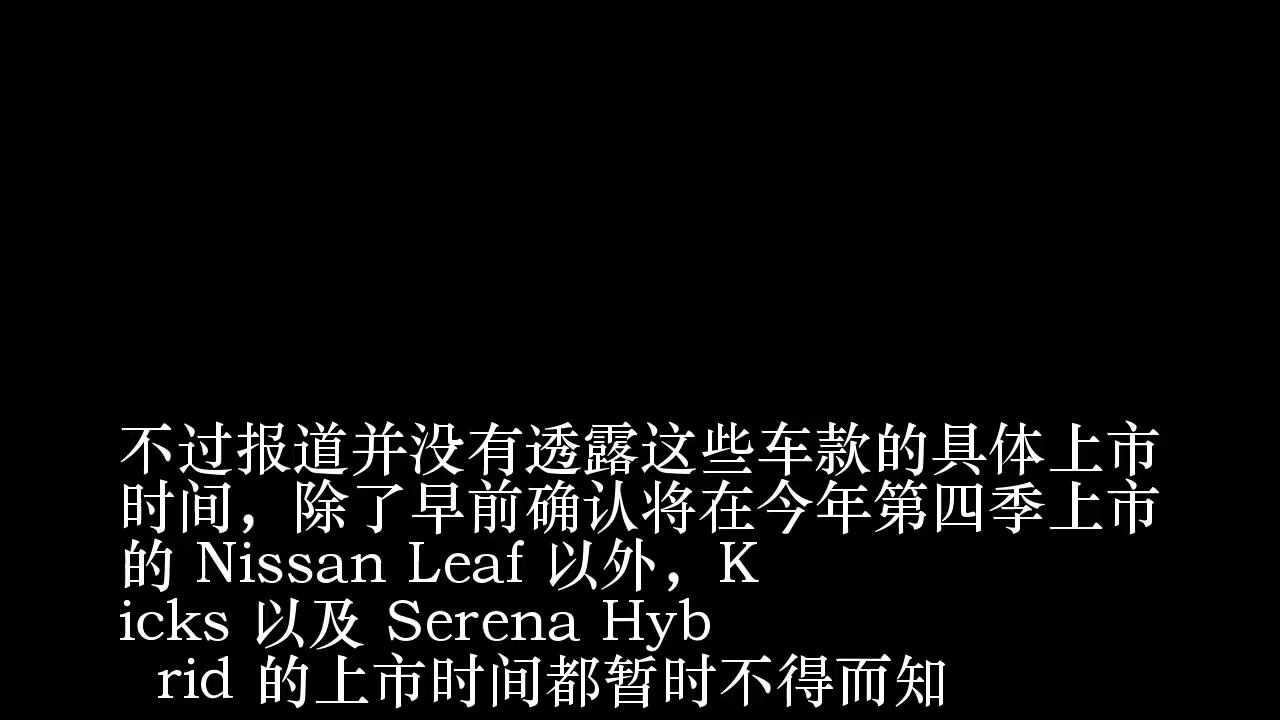 不过报道并没有透露这些车款的具体上市
时间，除了早前确认将在今年第四季上市
的 Nissan Leaf 以外，K
icks 以及 Serena Hyb
rid 的上市时间都暂时不得而知